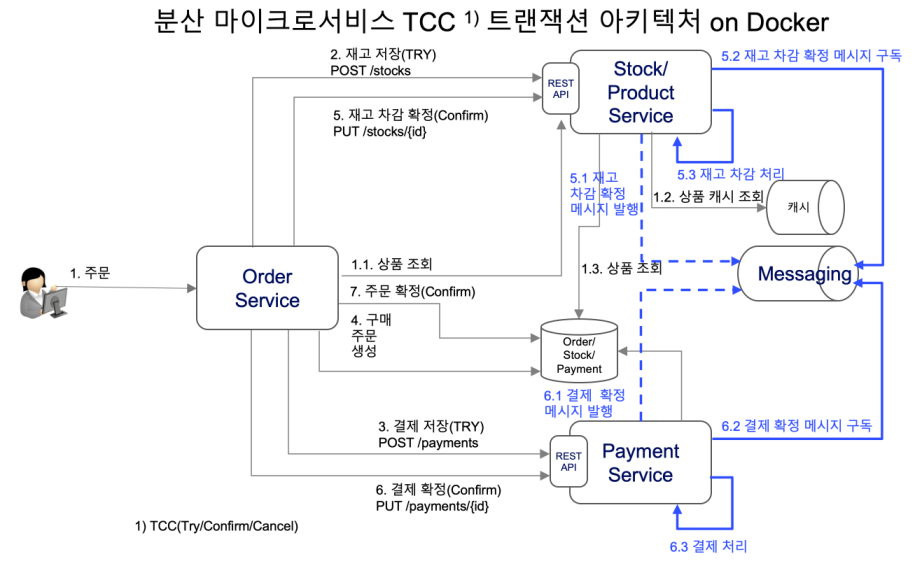 분산 마이크로서비스 TCC 1) 트랜잭션 아키텍처 on Docker
2. 재고 저장(TRY)
POST /stocks
REST
API
Stock/
Product
Service
5.2 재고 차감 확정 메시지 구독
5. 재고 차감 확정(Confirm)
PUT /stocks/{id}
5.1 재고
차감 확정
메시지 발행
5.3 재고 차감 처리
1.2. 상품 캐시 조회
캐시
1. 주문
Order
Service
1.1. 상품 조회
1.3. 상품 조회
Messaging
7. 주문 확정(Confirm)
4. 구매
주문
생성
Order/
Stock/
Payment
6.1 결제 확정
메시지 발행
3. 결제 저장(TRY)
POST /payments
REST
API
Payment
Service
6.2 결제 확정 메시지 구독
6. 결제 확정(Confirm)
PUT /payments/{id}
6.3 결제 처리
1) TCC(Try/Confirm/Cancel)